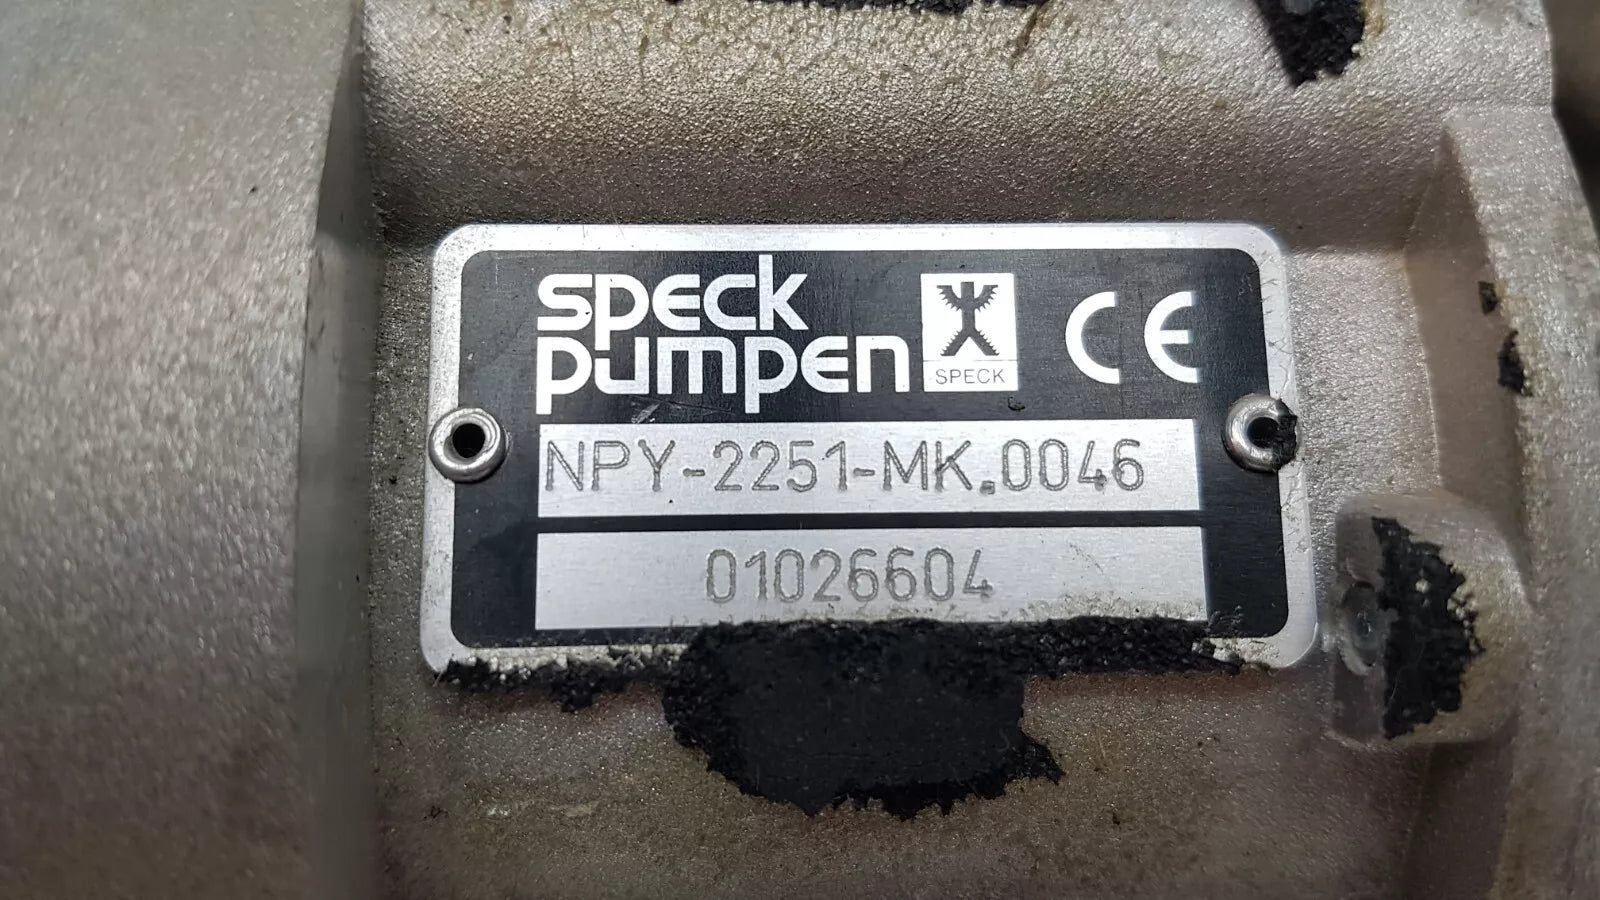 speck
pumpen
SPECK
CE
NPY-2251-MK.0046
01026604